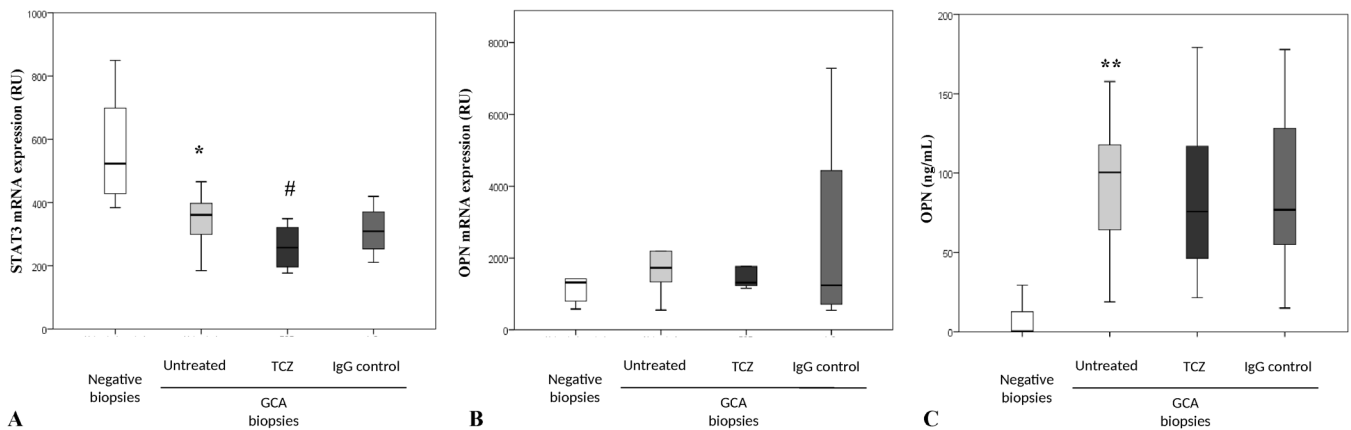 1000
800
600
400
200
0
STAT3 mRNA expression (RU)
*
#
Negative
biopsies
Untreated
TCZ
IgG control
GCA
biopsies
A
8000
6000
4000
2000
0
OPN mRNA expression (RU)
Negative
biopsies
Untreated
TCZ
IgG control
GCA
biopsies
B
200
150
100
50
0
OPN (ng/mL)
**
Negative
biopsies
Untreated
TCZ
IgG control
GCA
biopsies
C